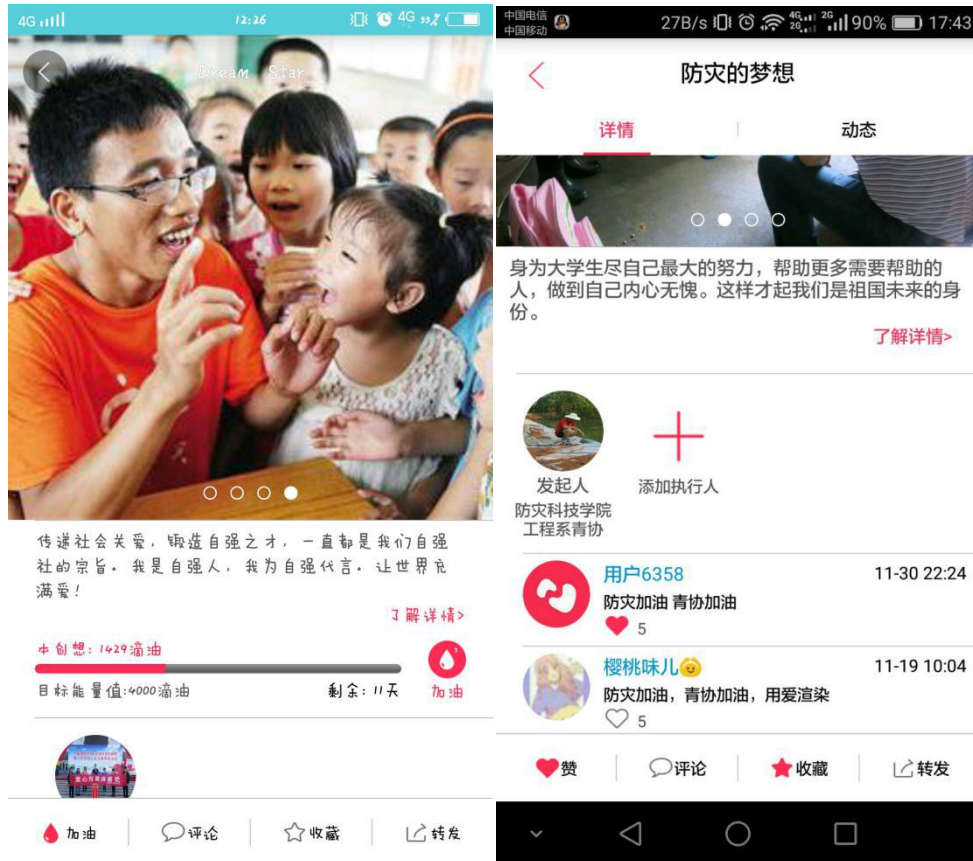 4G
12:26
4G 33%
Dream Star
传递社会关爱，锻造自强之才，一直都是我们自强
社的宗旨。我是自强人，我为自强代言。让世界充
满爱！
了解详情>
牛创想：1429滴油
目标能量值:4000滴油
剩余：11天
加油
加油
评论
收藏
转发
中国电信
中国移动
27B/s
4G
2G
2G
90%
17:43
防灾的梦想
详情
动态
身为大学生尽自己最大的努力，帮助更多需要帮助的
人，做到自己内心无愧。这样才起我们是祖国未来的身
份。
了解详情>
发起人
添加执行人
防灾科技学院
工程系青协
用户6358
11-30 22:24
防灾加油 青协加油
5
樱桃味儿
11-19 10:04
防灾加油，青协加油，用爱渲染
5
赞
评论
收藏
转发